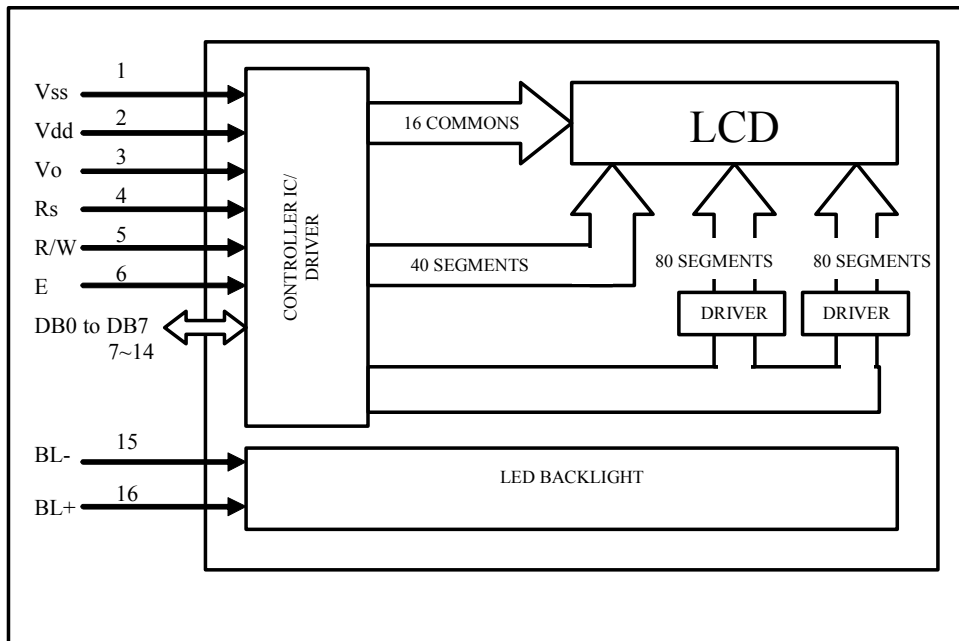 1
Vss
2
Vdd
3
Vo
4
Rs
5
R/W
6
E
DB0 to DB7
7~14
15
BL-
16
BL+
CONTROLLER IC/
DRIVER
16 COMMONS
LCD
40 SEGMENTS
80 SEGMENTS
80 SEGMENTS
DRIVER
DRIVER
LED BACKLIGHT